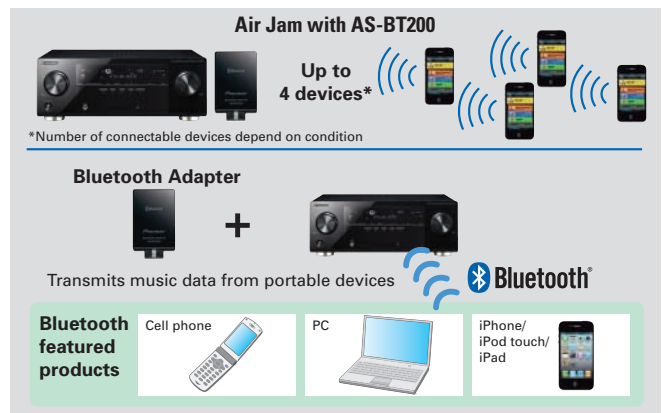 Air Jam with AS-BT200
Up to
4 devices*
*Number of connectable devices depend on condition
Bluetooth Adapter
+
Transmits music data from portable devices
Bluetooth®
Bluetooth
featured
products
Cell phone
PC
iPhone/
iPod touch/
iPad